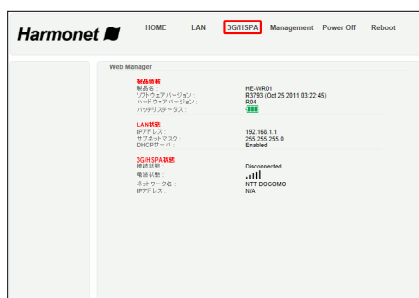 Harmonet
HOME LAN 3G/HSPA Management Power Off Reboot
Web Manager
製品情報
製品名 : HE-WR01
ソフトウェアバージョン : R3793 (Oct 25 2011 03:22:45)
ハードウェアバージョン : R04
バッテリステータス :
LAN状態
IPアドレス : 192.168.1.1
サブネットマスク : 255.255.255.0
DHCPサーバ : Enabled
3G/HSPA状態
接続状態 : Disconnected
電波状態 :
ネットワーク名 : NTT DOCOMO
IPアドレス : N/A